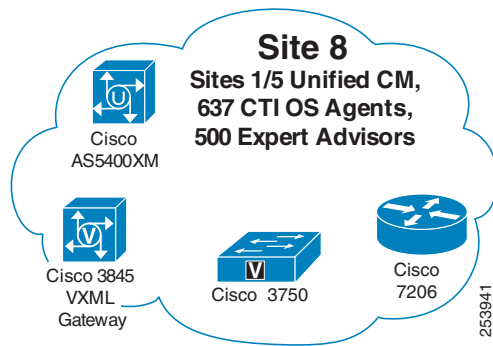 Site 8
Sites 1/5 Unified CM,
637 CTI OS Agents,
500 Expert Advisors
U
Cisco
AS5400XM
V
Cisco 3845
VXML
Gateway
V
Cisco 3750
Cisco
7206
253941